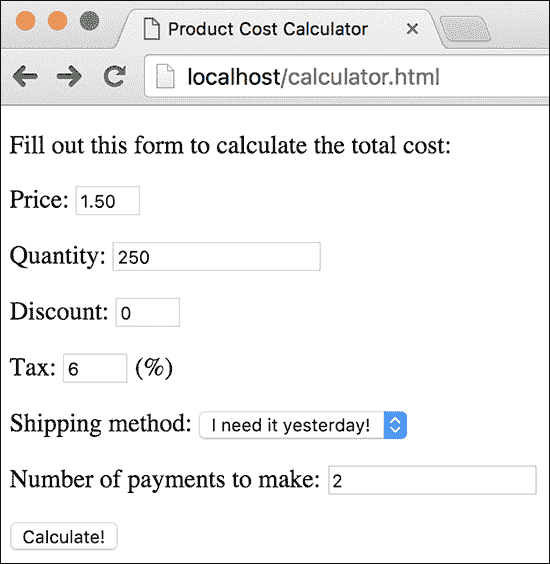 Product Cost Calculator
localhost/calculator.html
Fill out this form to calculate the total cost:
Price: 1.50
Quantity: 250
Discount: 0
Tax: 6 (%)
Shipping method: I need it yesterday!
Number of payments to make: 2
Calculate!